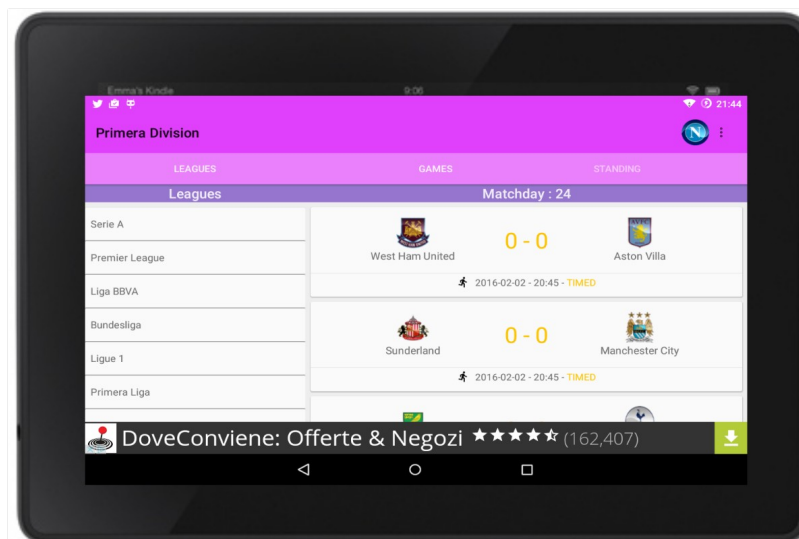 Emma's Kindle 9:06
21:44
Primera Division N
LEAGUES GAMES STANDING
Leagues Matchday : 24
Serie A
Premier League
Liga BBVA
Bundesliga
Ligue 1
Primera Liga
West Ham United 0 - 0 Aston Villa
2016-02-02 - 20:45 - TIMED
Sunderland 0 - 0 Manchester City
2016-02-02 - 20:45 - TIMED
DoveConviene: Offerte & Negozi (162,407)